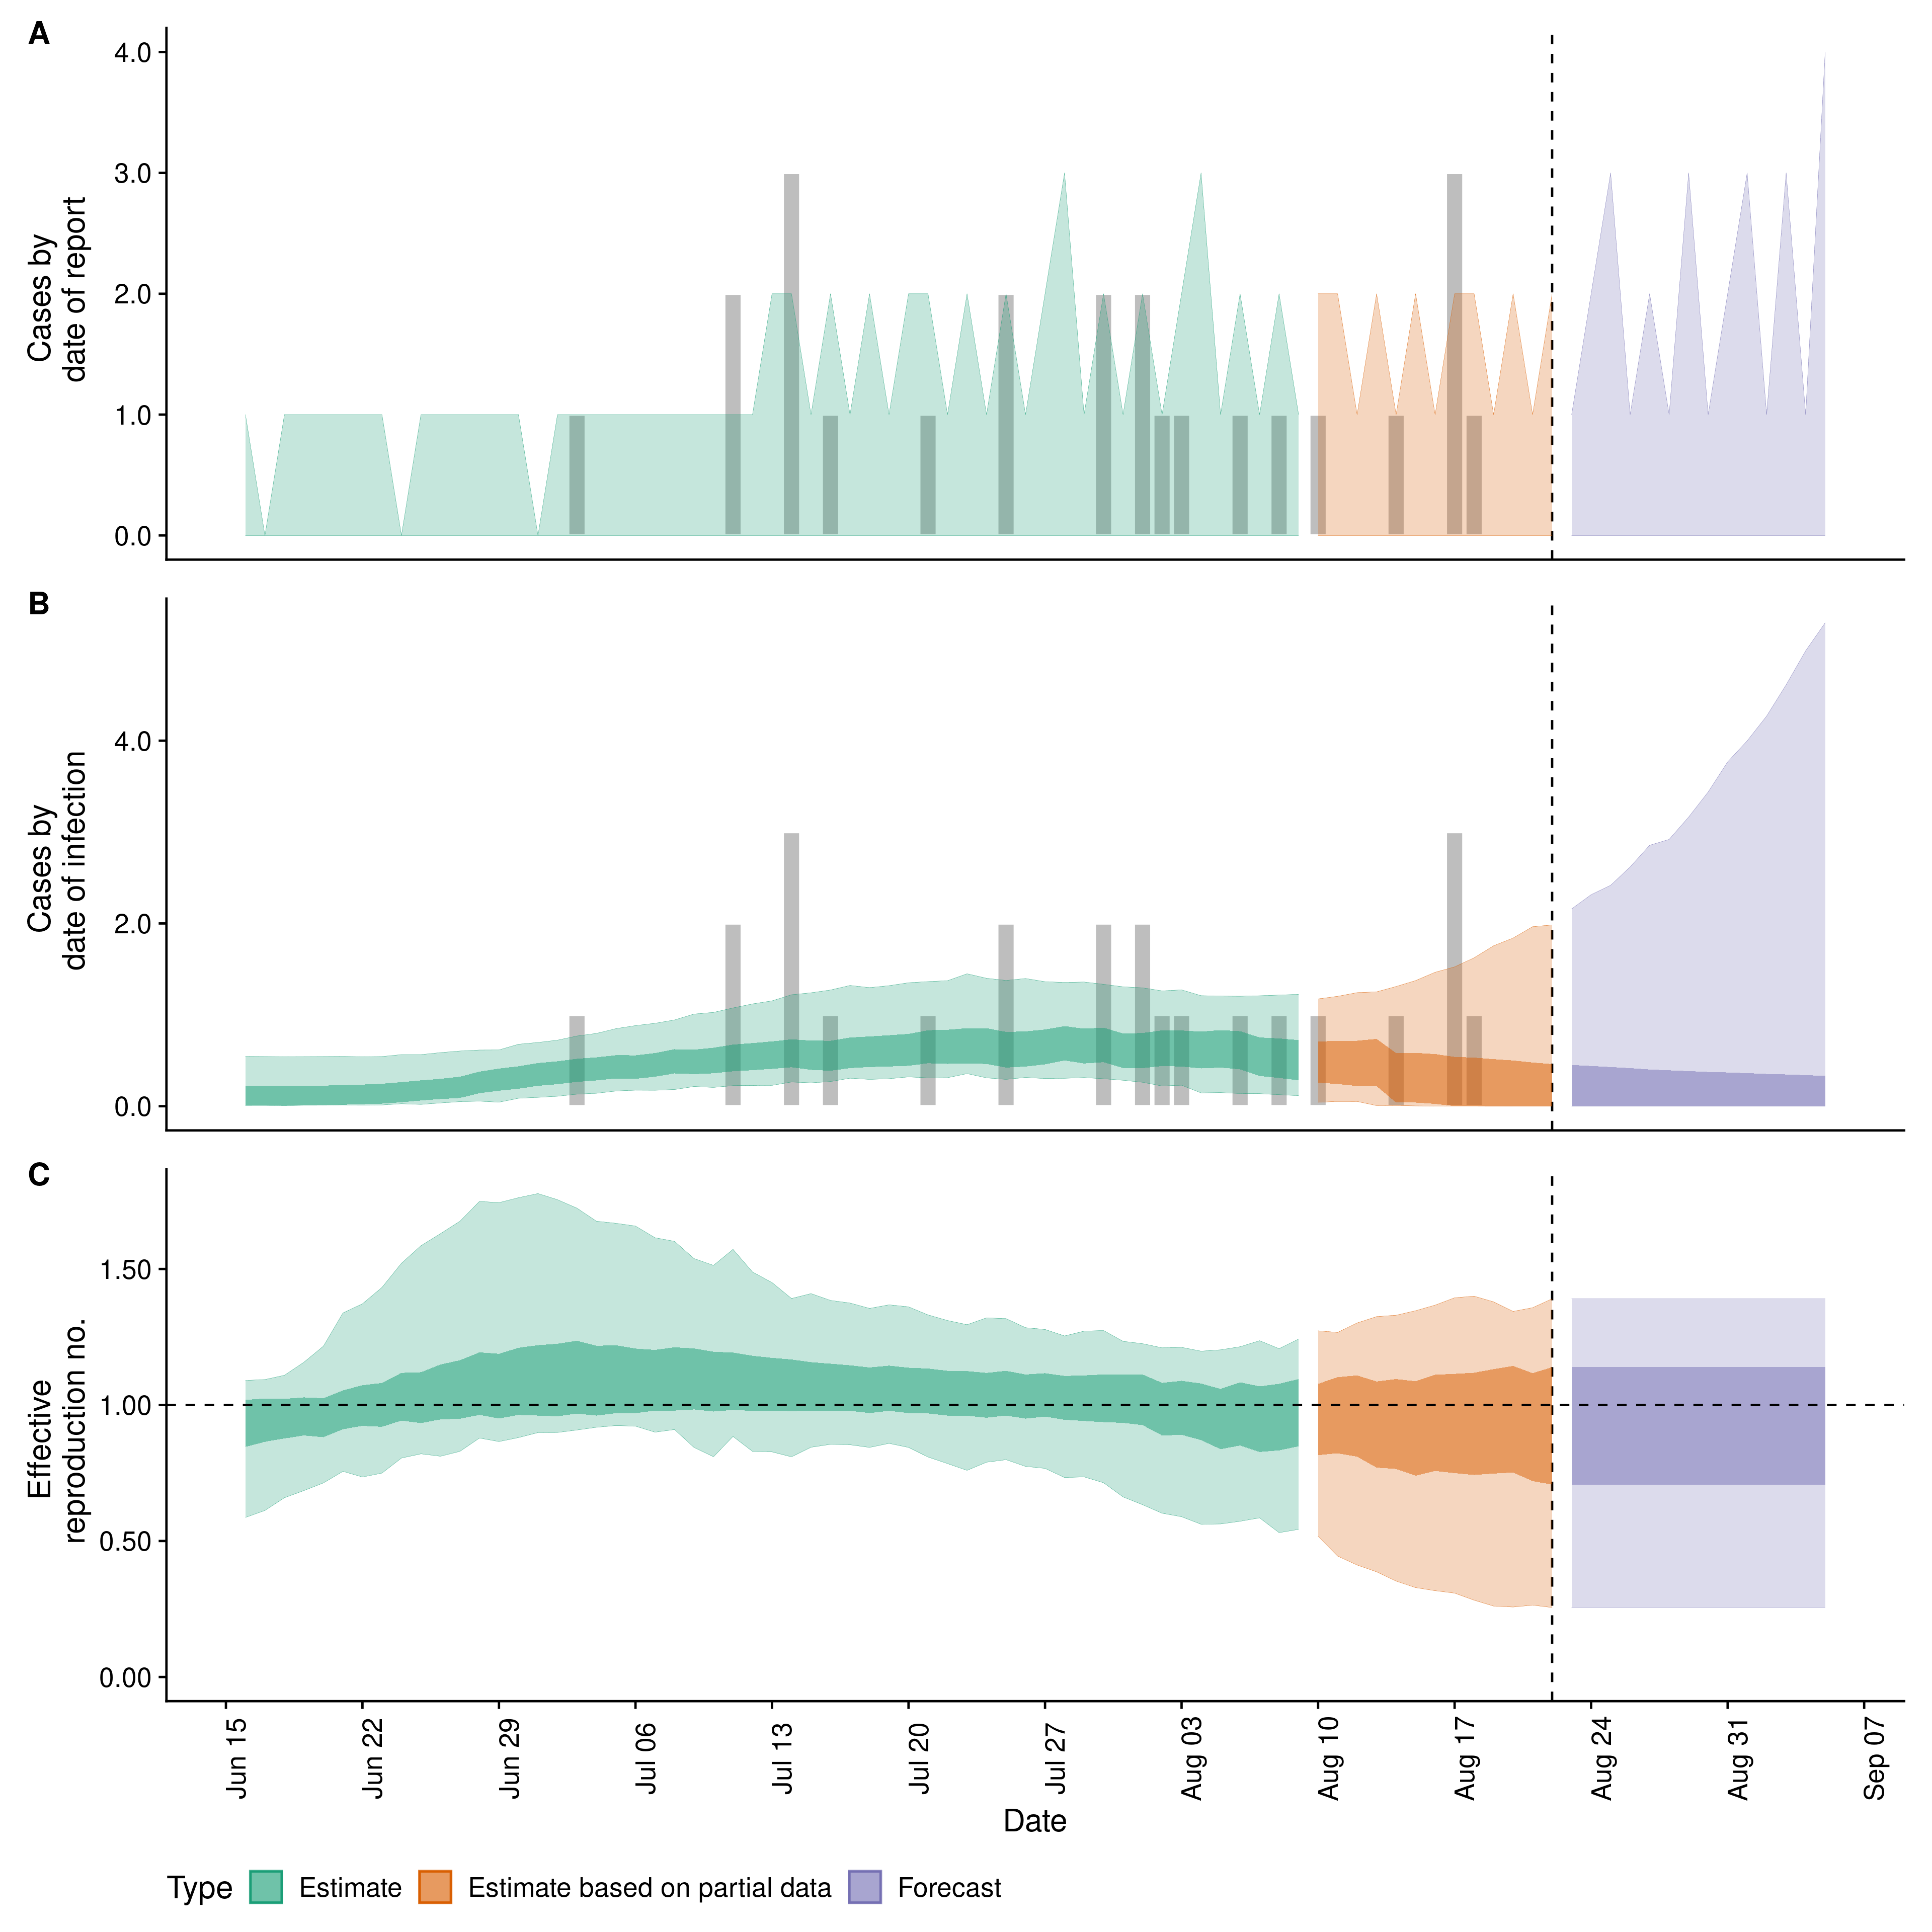 A
4.0
3.0
2.0
1.0
0.0
Cases by
date of report
B
4.0
2.0
0.0
Cases by
date of infection
C
1.50
1.00
0.50
0.00
Effective
reproduction no.
Jun 15
Jun 22
Jun 29
Jul 06
Jul 13
Jul 20
Jul 27
Aug 03
Aug 10
Aug 17
Aug 24
Aug 31
Sep 07
Date
Type Estimate Estimate based on partial data Forecast